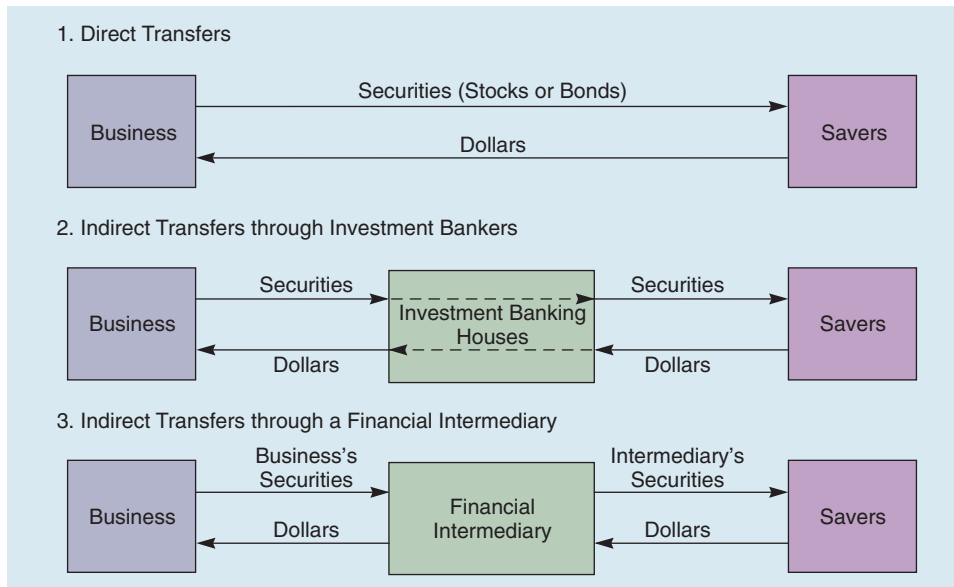 1. Direct Transfers
Securities (Stocks or Bonds)
Business
Savers
Dollars
2. Indirect Transfers through Investment Bankers
Securities
Securities
Business
Investment Banking
Houses
Savers
Dollars
Dollars
3. Indirect Transfers through a Financial Intermediary
Business’s
Securities
Intermediary’s
Securities
Business
Financial
Intermediary
Savers
Dollars
Dollars